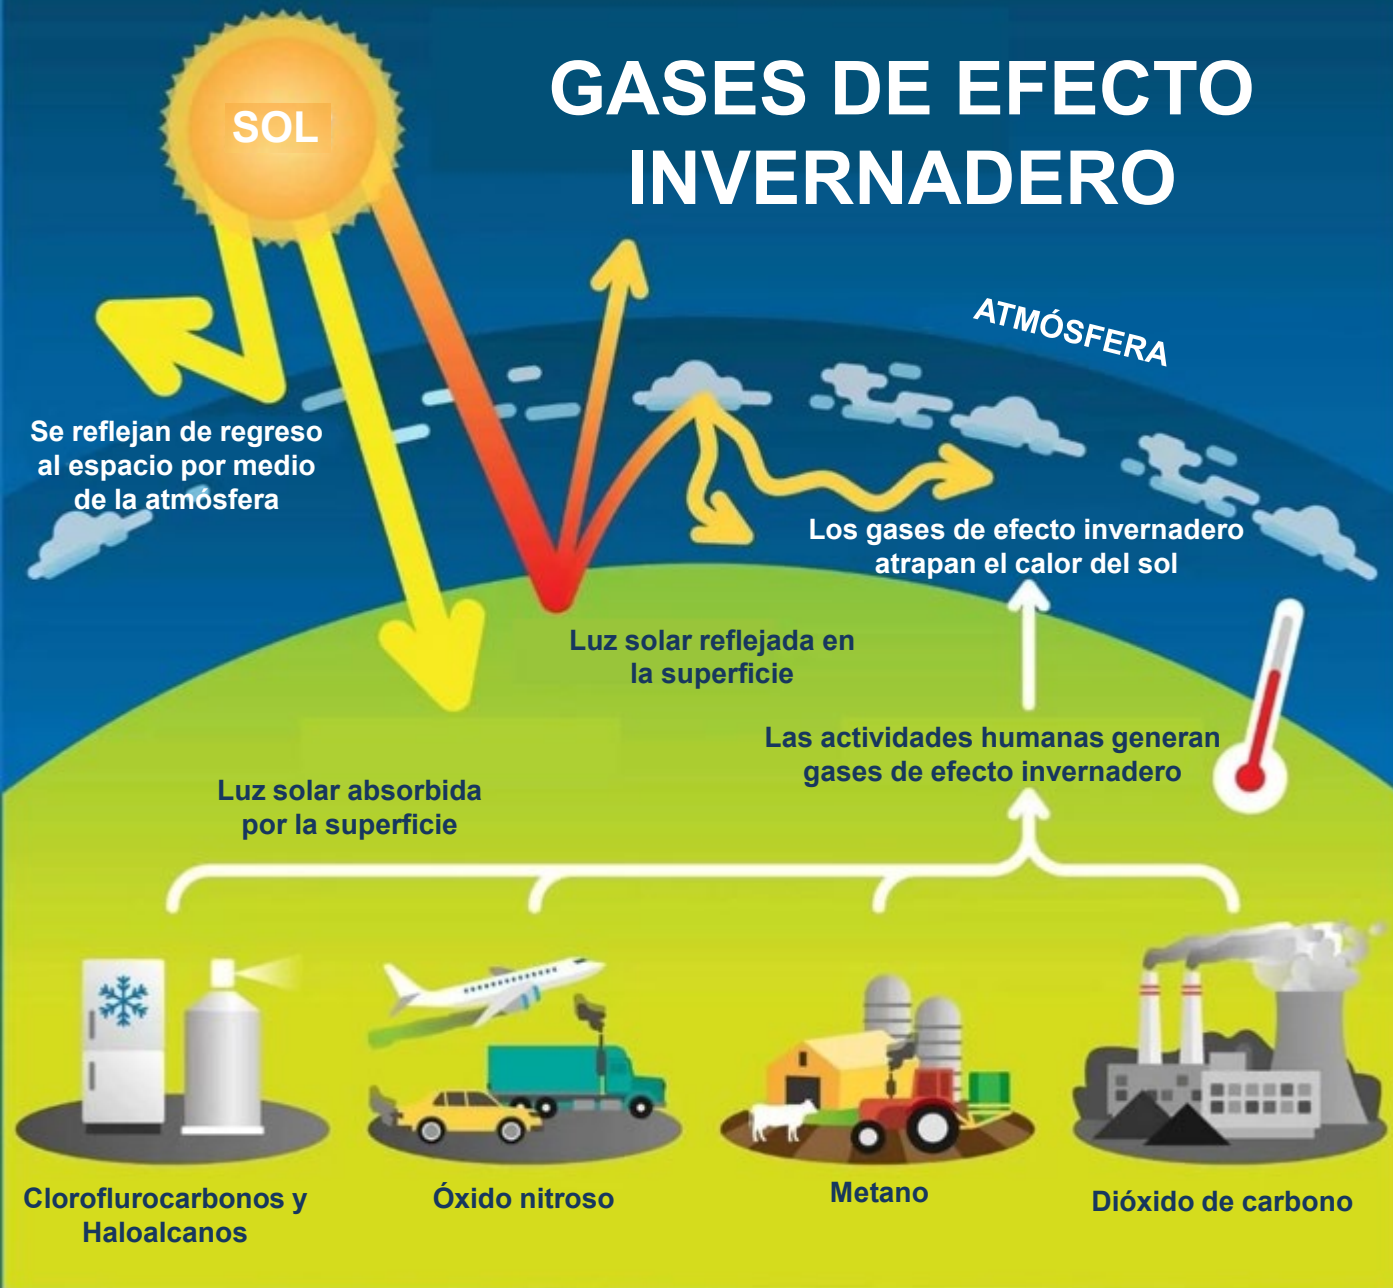 GASES DE EFECTO
INVERNADERO
SOL
ATMÓSFERA
Se reflejan de regreso
al espacio por medio
de la atmósfera
Los gases de efecto invernadero
atrapan el calor del sol
Luz solar reflejada en
la superficie
Las actividades humanas generan
gases de efecto invernadero
Luz solar absorbida
por la superficie
Cloroflurocarbonos y
Haloalcanos
Óxido nitroso
Metano
Dióxido de carbono